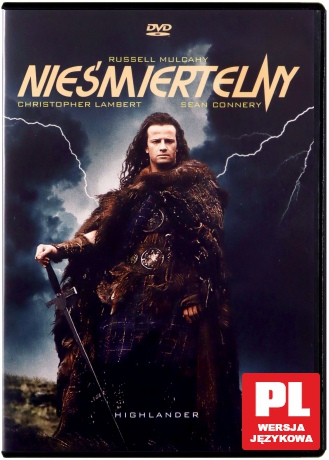 DVD
RUSSELL MULCAHY
NIEŚMIERTELNY
CHRISTOPHER LAMBERT SEAN CONNERY
HIGHLANDER
PL
WERSJA
JĘZYKOWA